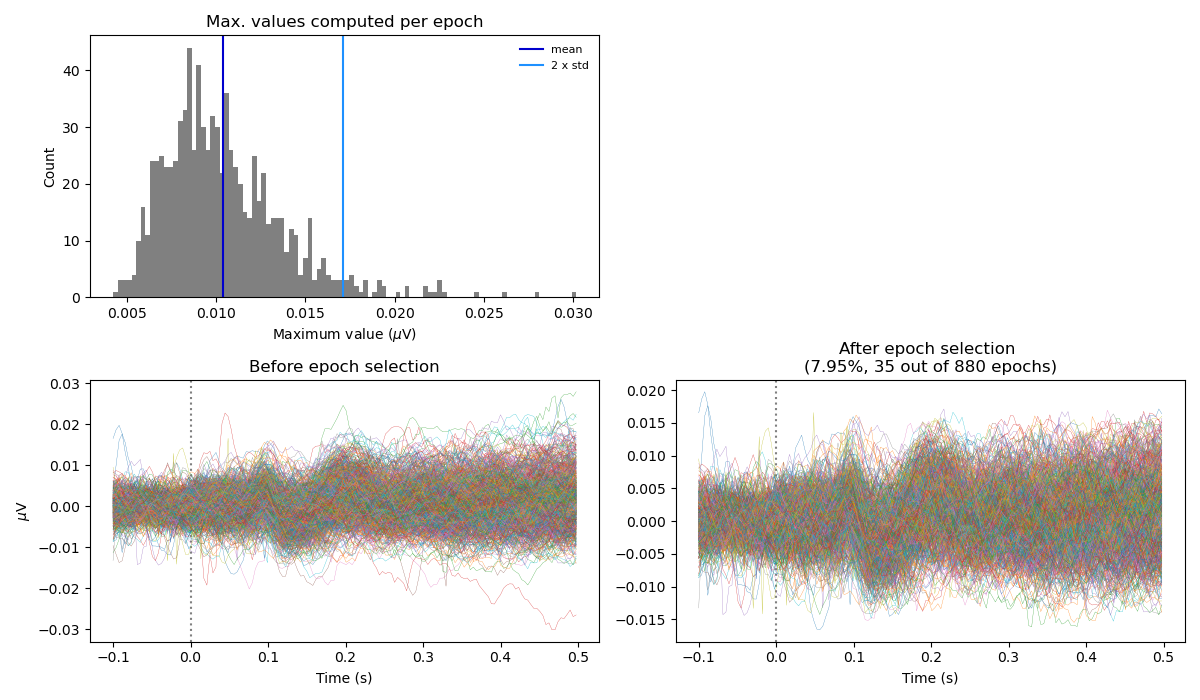 Max. values computed per epoch
mean
2 x std
Count
40
30
20
10
0
0.005 0.010 0.015 0.020 0.025 0.030
Maximum value (μV)
Before epoch selection
μV
0.03
0.02
0.01
0.00
−0.01
−0.02
−0.03
−0.1 0.0 0.1 0.2 0.3 0.4 0.5
Time (s)
After epoch selection
(7.95%, 35 out of 880 epochs)
0.020
0.015
0.010
0.005
0.000
−0.005
−0.010
−0.015
−0.1 0.0 0.1 0.2 0.3 0.4 0.5
Time (s)